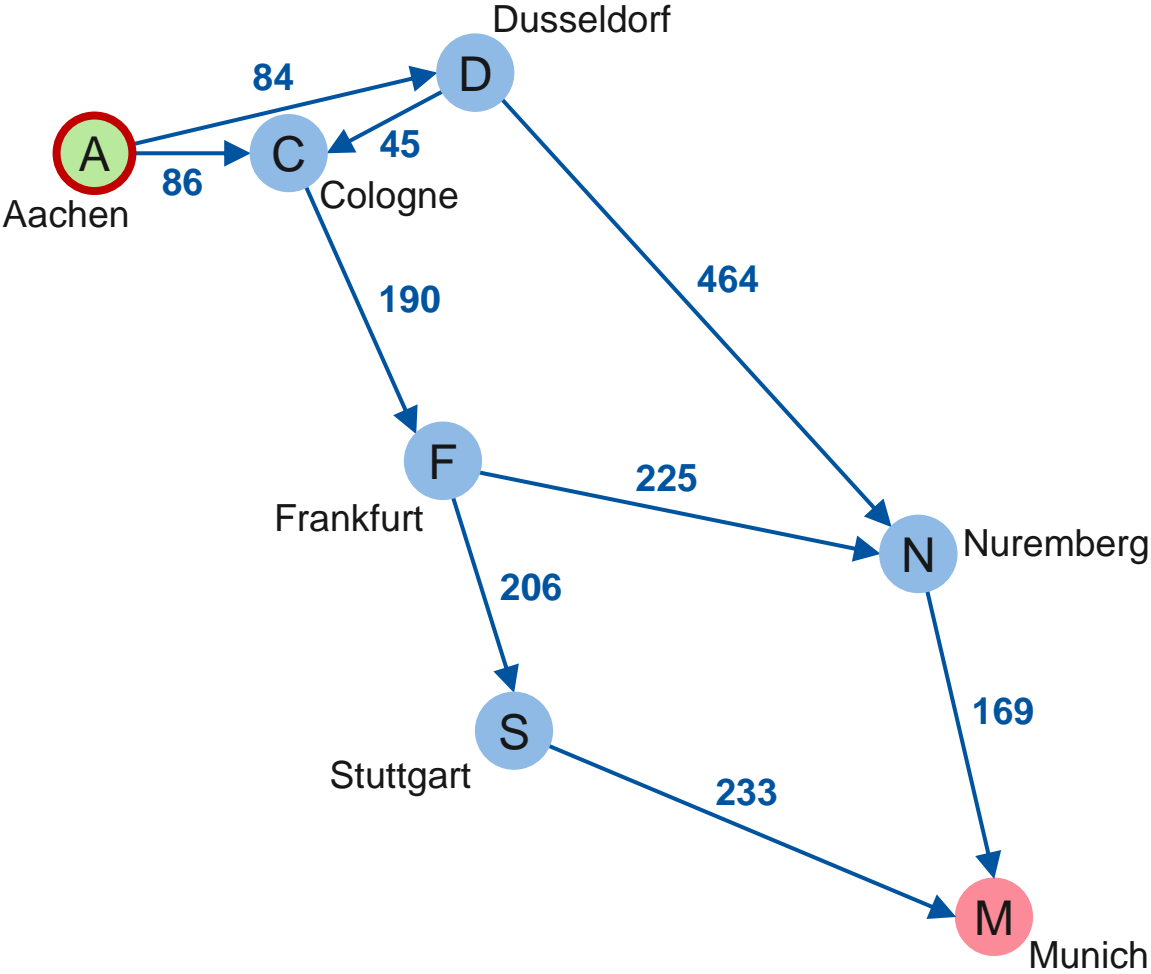 Dusseldorf
D
84
A
C
45
86
Cologne
Aachen
464
190
F
225
Frankfurt
N
Nuremberg
206
169
S
Stuttgart
233
M
Munich